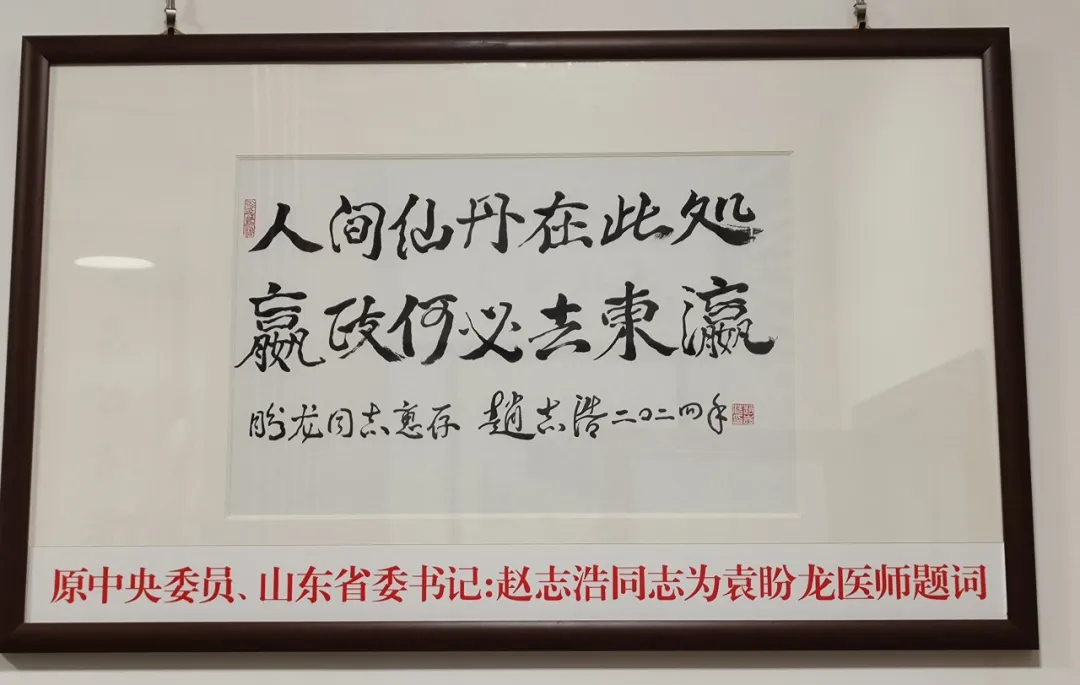 人间仙丹在此处
嬴政何必去東瀛
盼龙同志惠存 趙志浩二〇二四年
原中央委员、山东省委书记:赵志浩同志为袁盼龙医师题词